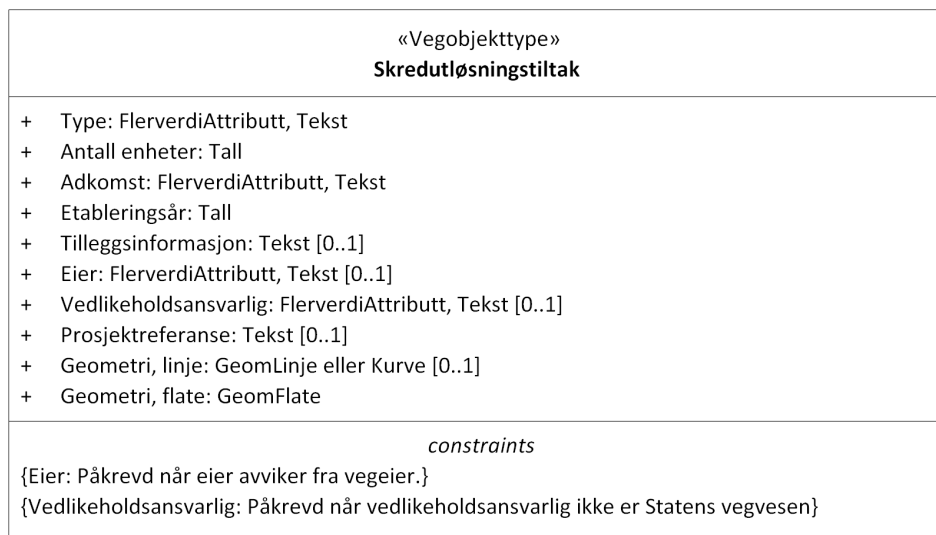 «Vegobjekttype»
Skredutløsningstiltak
+ Type: FlerverdiAttributt, Tekst
+ Antall enheter: Tall
+ Adkomst: FlerverdiAttributt, Tekst
+ Etableringsår: Tall
+ Tilleggsinformasjon: Tekst [0..1]
+ Eier: FlerverdiAttributt, Tekst [0..1]
+ Vedlikeholdsansvarlig: FlerverdiAttributt, Tekst [0..1]
+ Prosjektreferanse: Tekst [0..1]
+ Geometri, linje: GeomLinje eller Kurve [0..1]
+ Geometri, flate: GeomFlate
constraints
{Eier: Påkrevd når eier avviker fra vegeier.}
{Vedlikeholdsansvarlig: Påkrevd når vedlikeholdsansvarlig ikke er Statens vegvesen}